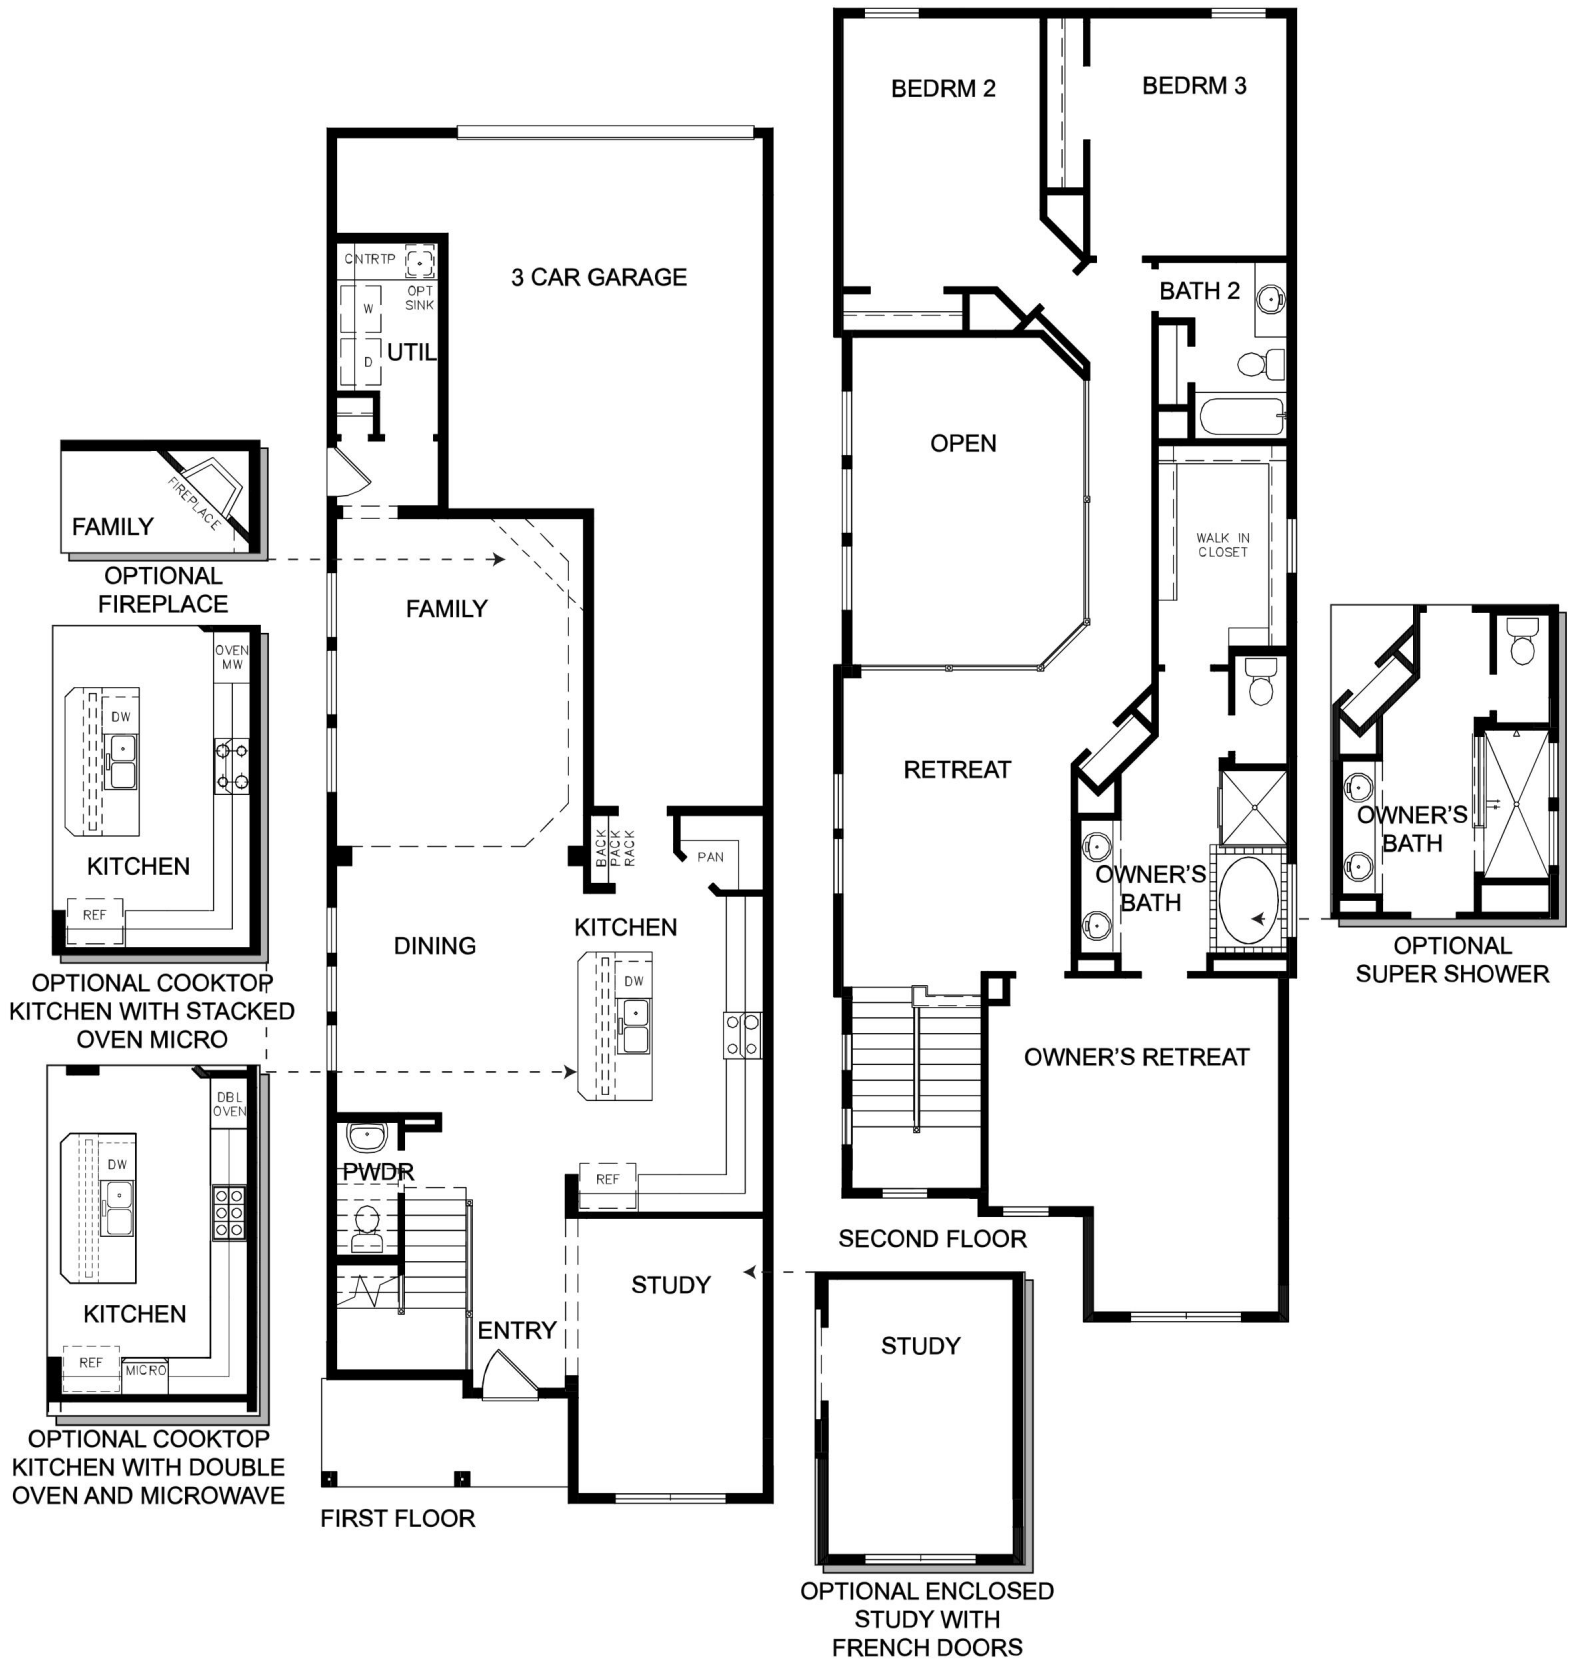 BEDRM 2
BEDRM 3
3 CAR GARAGE
CNTRTP
OPT
SINK
W
D
UTIL
BATH 2
OPEN
FIREPLACE
FAMILY
OPTIONAL
FIREPLACE
FAMILY
WALK IN
CLOSET
OVEN
MW
DW
KITCHEN
REF
OPTIONAL COOKTOP
KITCHEN WITH STACKED
OVEN MICRO
RETREAT
BACK
PACK
RACK
PAN
KITCHEN
DINING
DW
REF
OWNER'S
BATH
OWNER'S
BATH
OPTIONAL
SUPER SHOWER
OWNER'S RETREAT
DBL
OVEN
DW
KITCHEN
REF
MICRO
OPTIONAL COOKTOP
KITCHEN WITH DOUBLE
OVEN AND MICROWAVE
PWDR
SECOND FLOOR
STUDY
ENTRY
STUDY
FIRST FLOOR
OPTIONAL ENCLOSED
STUDY WITH
FRENCH DOORS